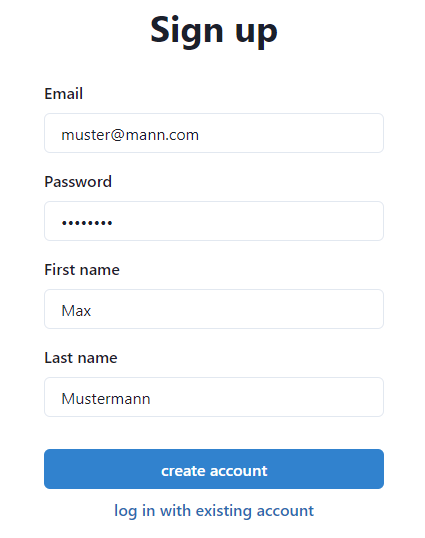 Sign up
Email
muster@mann.com
Password
••••••••
First name
Max
Last name
Mustermann
create account
log in with existing account